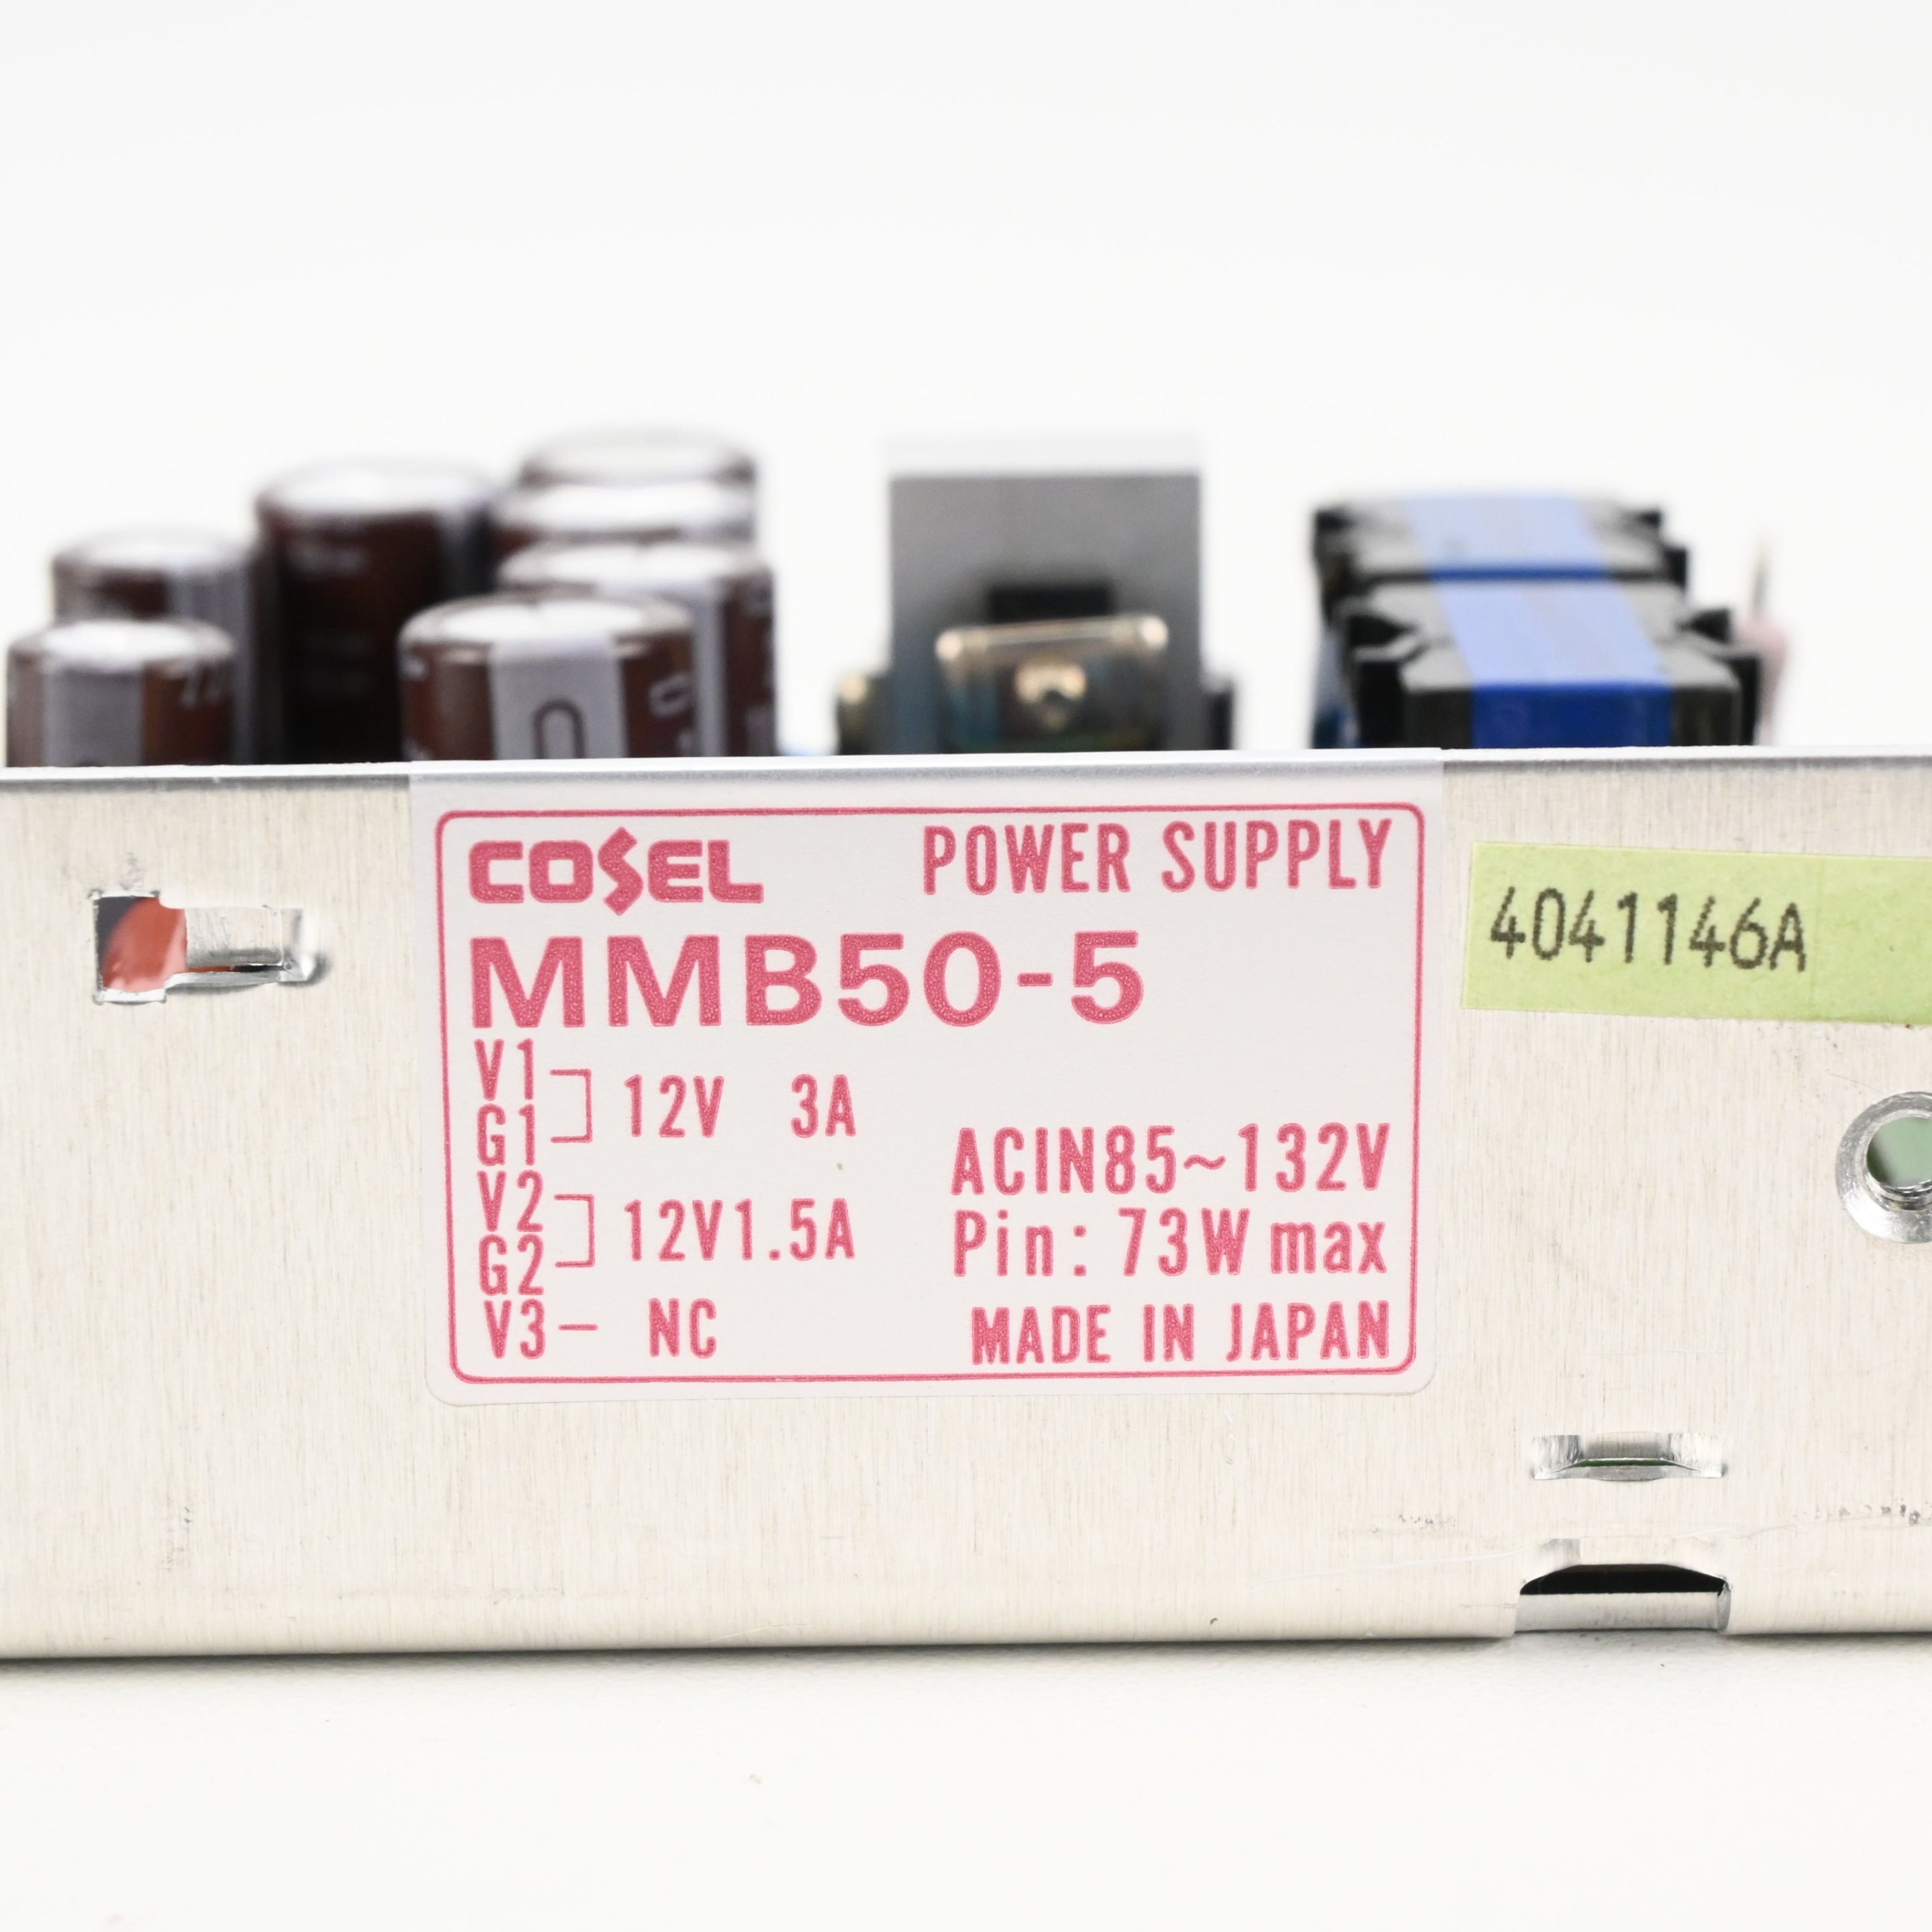 COSEL POWER SUPPLY
MMB50-5
V1
G1
12V 3A
V2
G2
12V1.5A
V3- NC
ACIN85~132V
Pin: 73W max
MADE IN JAPAN
4041146A